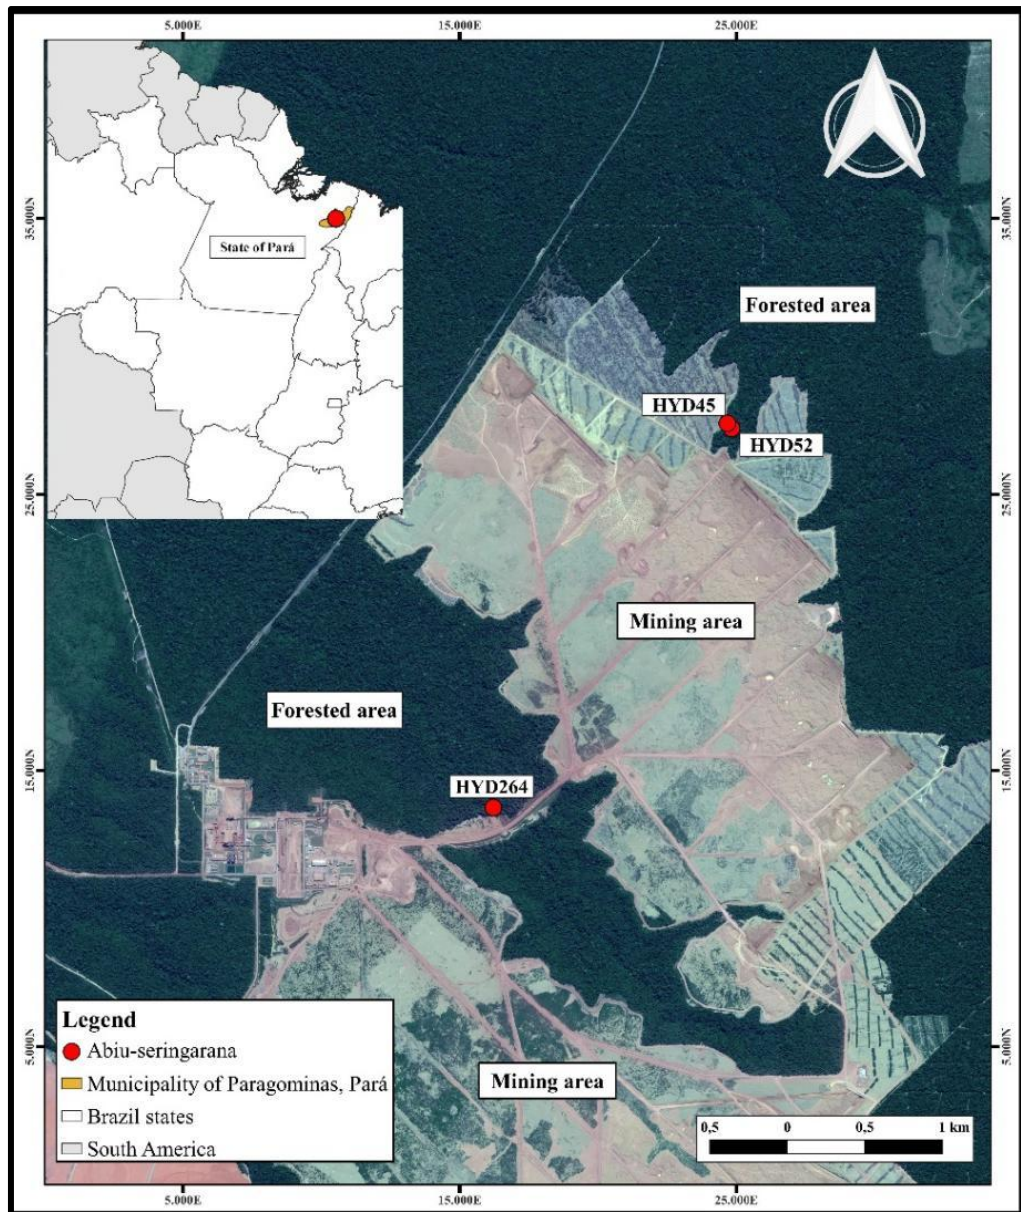 5.000E
15.000E
25.000E
35.000N
35.000N
State of Pará
Forested area
HYD45
HYD52
25.000N
25.000N
Mining area
Forested area
15.000N
15.000N
HYD264
Legend
Abiu-seringarana
Municipality of Paragominas, Pará
Brazil states
South America
5.000N
5.000N
Mining area
0,5
0
0,5
1 km
5.000E
15.000E
25.000E